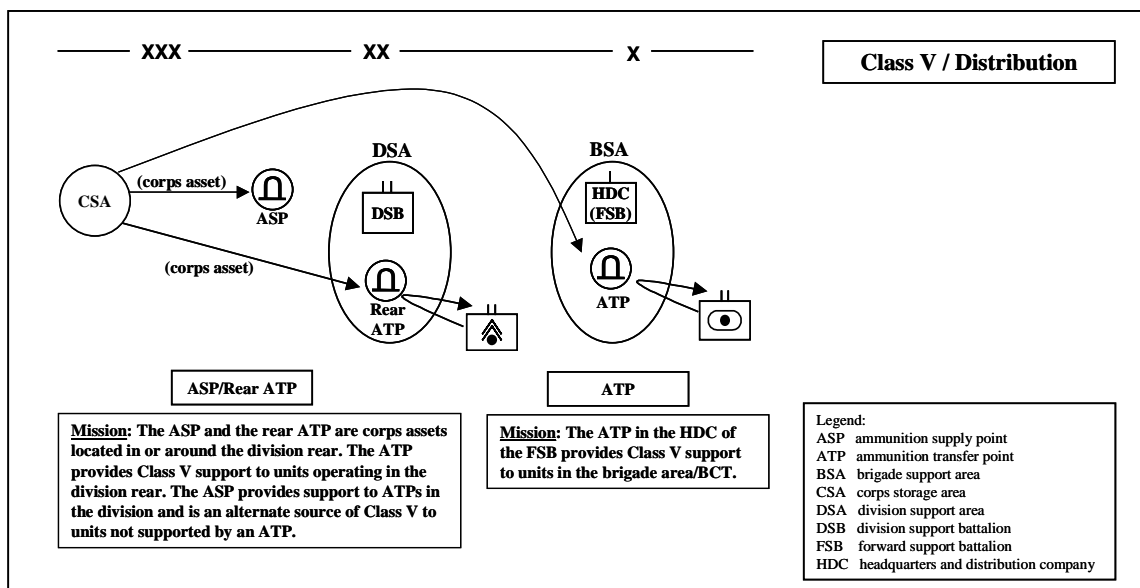 XXX XX X
Class V / Distribution
DSA
BSA
CSA
(corps asset)
ASP
DSB
HDC
(FSB)
(corps asset)
Rear
ATP
ATP
ASP/Rear ATP
Mission: The ASP and the rear ATP are corps assets
located in or around the division rear. The ATP
provides Class V support to units operating in the
division rear. The ASP provides support to ATPs in
the division and is an alternate source of Class V to
units not supported by an ATP.
ATP
Mission: The ATP in the HDC of
the FSB provides Class V support
to units in the brigade area/BCT.
Legend:
ASP ammunition supply point
ATP ammunition transfer point
BSA brigade support area
CSA corps storage area
DSA division support area
DSB division support battalion
FSB forward support battalion
HDC headquarters and distribution company